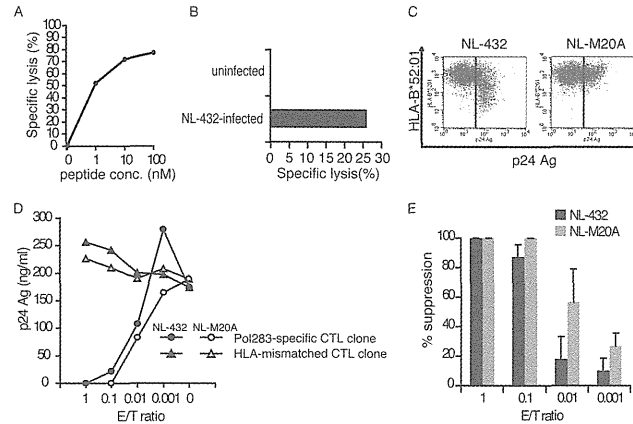 A
Specific lysis (%)
90
80
70
60
50
40
30
20
10
0
0 1 10 100
peptide conc. (nM)
B
uninfected
NL-432-infected
0 5 10 15 20 25 30
Specific lysis(%)
C
NL-432 NL-M20A
HLA-B*52:01
p24 Ag p24 Ag
p24 Ag
D
p24 Ag (ng/ml)
300
250
200
150
100
50
0
NL-432 NL-M20A
Pol283-specific CTL clone
HLA-mismatched CTL clone
1 0.1 0.01 0.001 0
E/T ratio
E
NL-432
NL-M20A
% suppression
100
80
60
40
20
0
1 0.1 0.01 0.001
E/T ratio